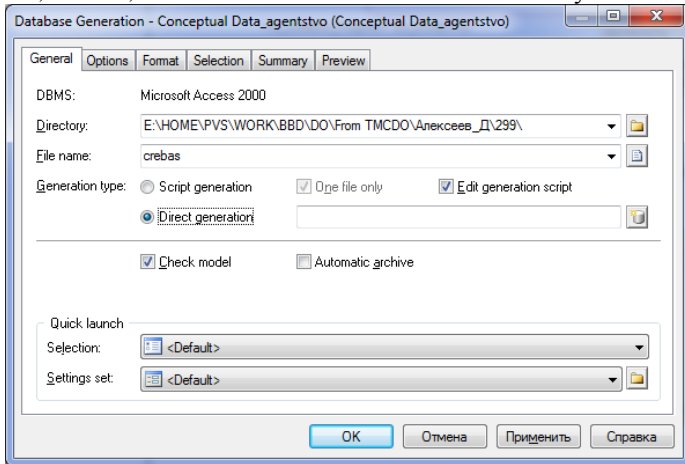 Database Generation - Conceptual Data_agentstvo (Conceptual Data_agentstvo)
General Options Format Selection Summary Preview
DBMS: Microsoft Access 2000
Directory: E:\HOME\PVS\WORK\BBD\DO\From TMCDO\Алексеев_Д\299\
File name: crebas
Generation type: Script generation One file only Edit generation script
Direct generation
Check model Automatic archive
Quick launch
Selection: <Default>
Settings set: <Default>
OK Отмена Применить Справка